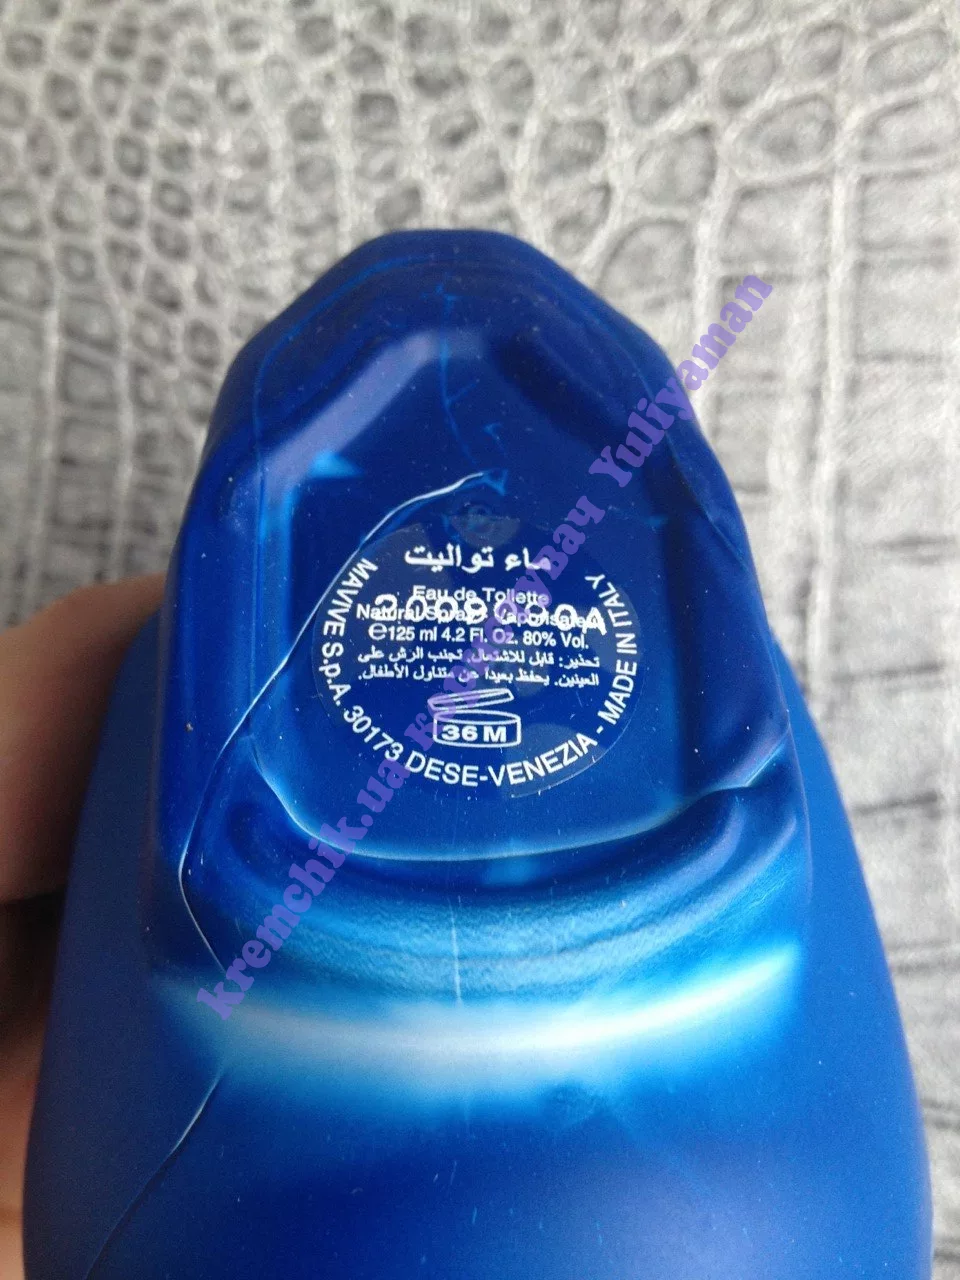 ماء تواليت
Eau de Toilette
Natural Spray Vaporisateur
℮125 ml 4.2 Fl. Oz. 80% Vol.
تحذير: قابل للاشتعال. تجنب الرش على
العينين. يحفظ بعيدا عن متناول الأطفال.
36 M
MAVIVE S.p.A. 30173 DESE-VENEZIA - MADE IN ITALY
kremchik.ua Yuliyaman